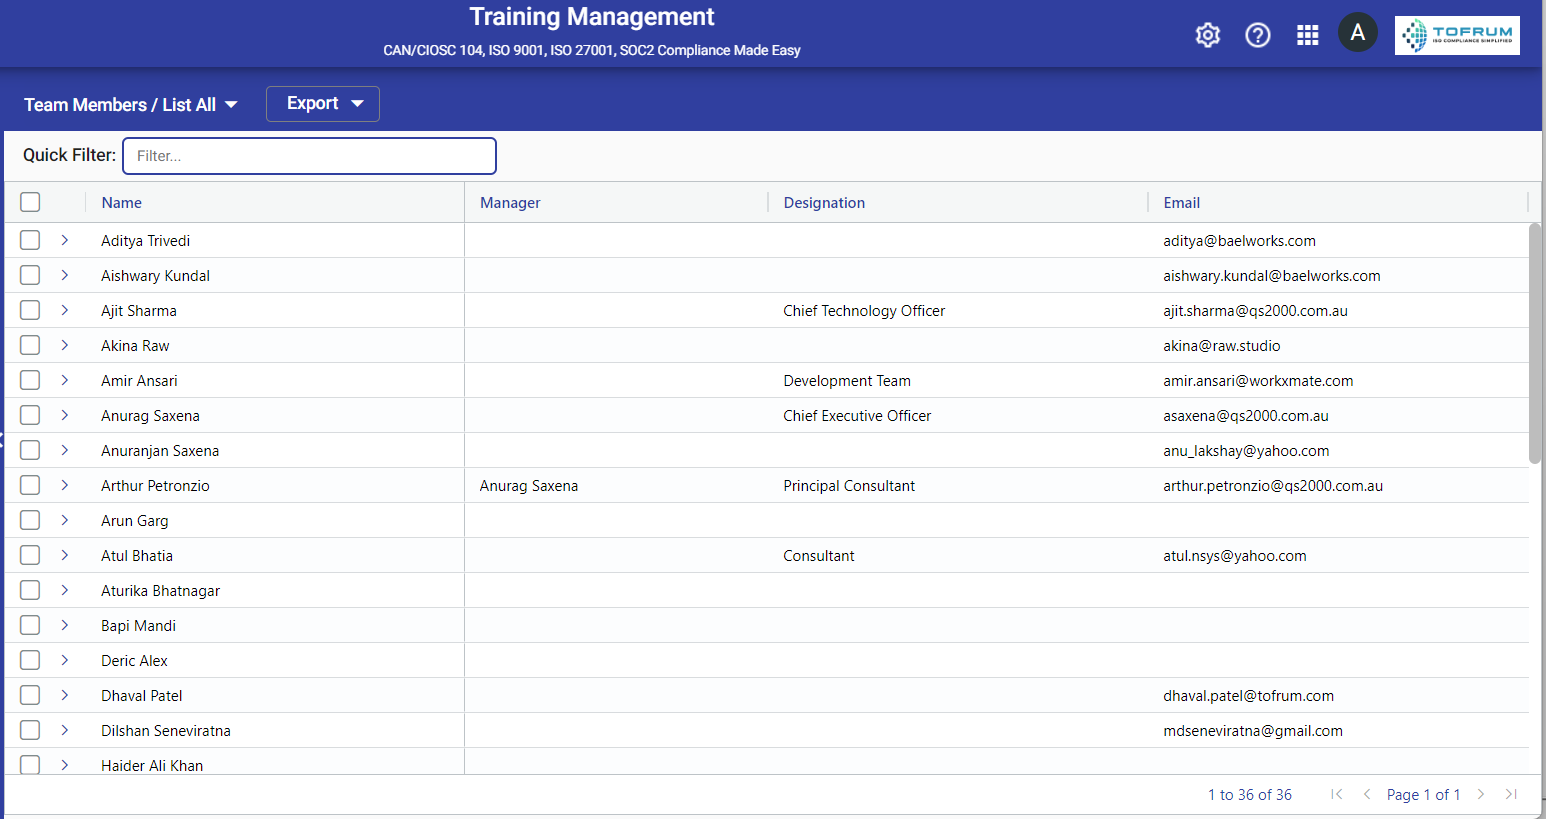 Training Management
CAN/CIOSC 104, ISO 9001, ISO 27001, SOC2 Compliance Made Easy
A
TOFRUM
ISO COMPLIANCE SIMPLIFIED
Team Members / List All
Export
Quick Filter: Filter...
Name Manager Designation Email
Aditya Trivedi aditya@baelworks.com
Aishwary Kundal aishwary.kundal@baelworks.com
Ajit Sharma Chief Technology Officer ajit.sharma@qs2000.com.au
Akina Raw akina@raw.studio
Amir Ansari Development Team amir.ansari@workxmate.com
Anurag Saxena Chief Executive Officer asaxena@qs2000.com.au
Anuranjan Saxena anu_lakshay@yahoo.com
Arthur Petronzio Anurag Saxena Principal Consultant arthur.petronzio@qs2000.com.au
Arun Garg
Atul Bhatia Consultant atul.nsys@yahoo.com
Aturika Bhatnagar
Bapi Mandi
Deric Alex
Dhaval Patel dhaval.patel@tofrum.com
Dilshan Seneviratna mdseneviratna@gmail.com
Haider Ali Khan
1 to 36 of 36 Page 1 of 1